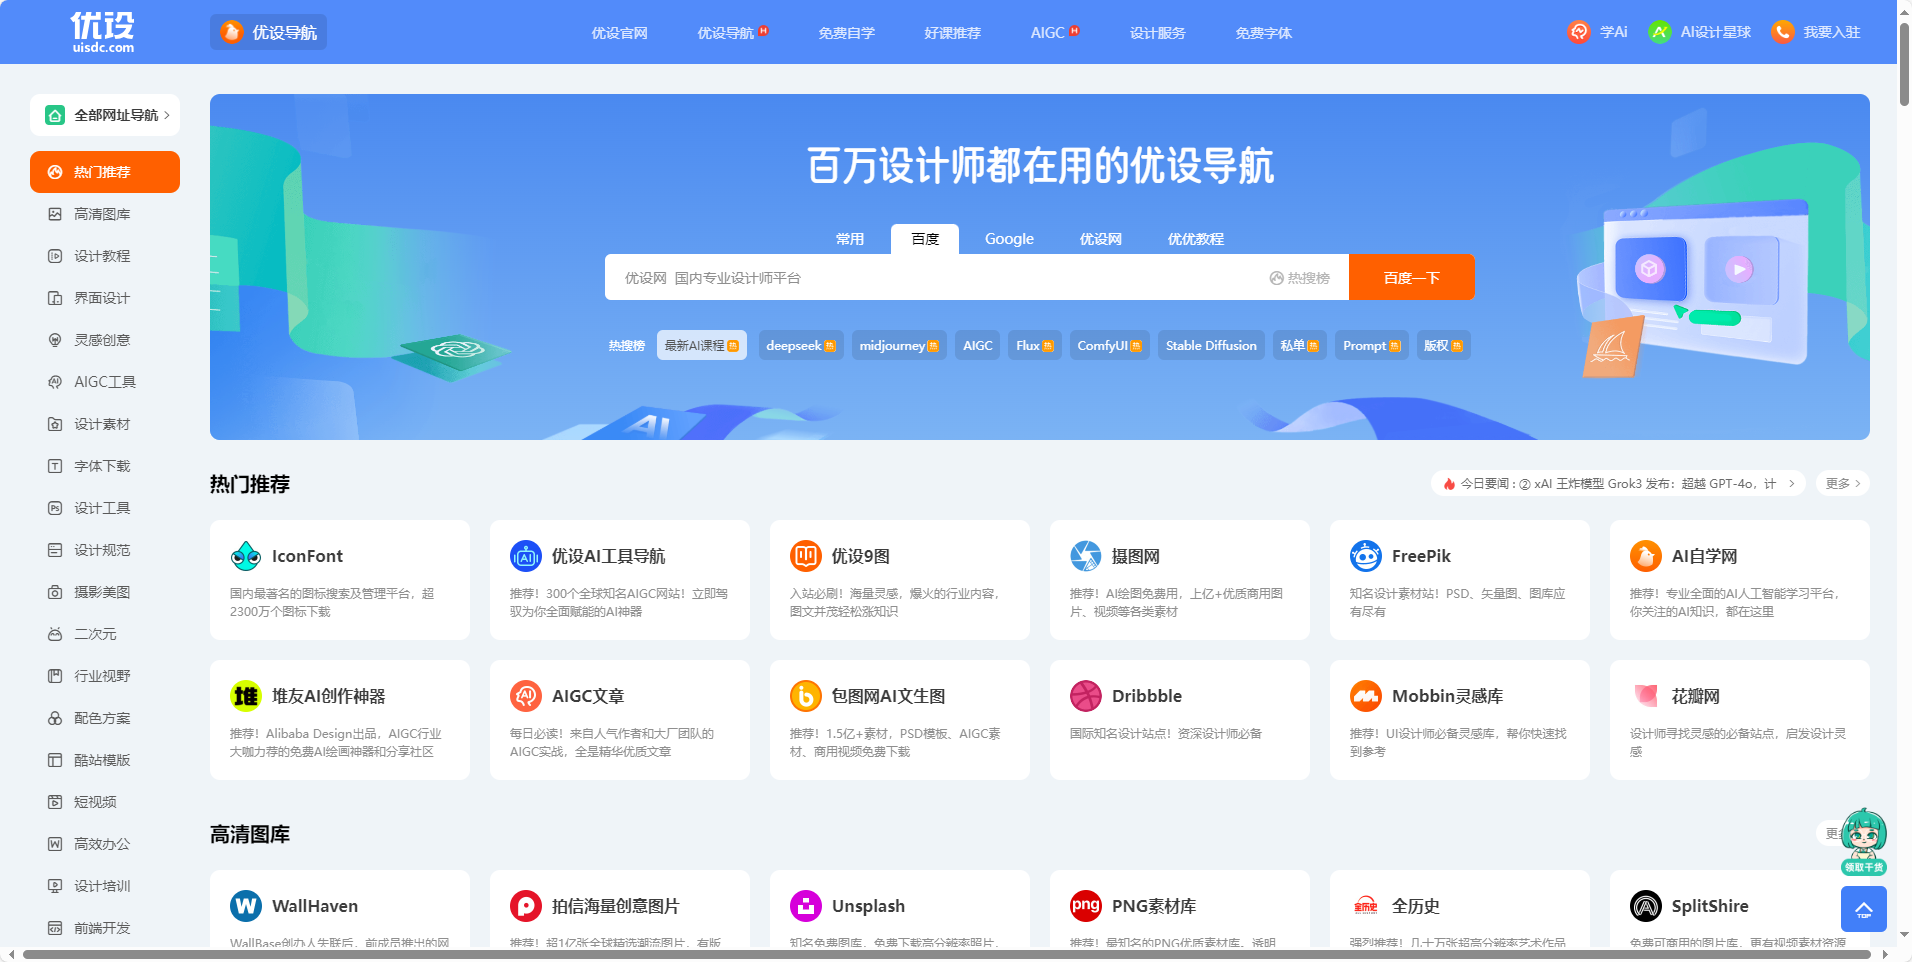 优设
uisdc.com
优设导航
优设官网
优设导航 H
免费自学
好课推荐
AIGC H
设计服务
免费字体
学Ai
AI设计星球
我要入驻
全部网址导航
热门推荐
高清图库
设计教程
界面设计
灵感创意
AIGC工具
设计素材
字体下载
设计工具
设计规范
摄影美图
二次元
行业视野
配色方案
酷站模版
短视频
高效办公
设计培训
前端开发
百万设计师都在用的优设导航
常用
百度
Google
优设网
优优教程
优设网 国内专业设计师平台
热搜榜
百度一下
热搜榜
最新AI课程 热
deepseek 热
midjourney 热
AIGC
Flux 热
ComfyUI 热
Stable Diffusion
私单 热
Prompt 热
版权 热
AI
热门推荐
今日要闻：② xAI 王炸模型 Grok3 发布：超越 GPT-4o，计
更多
IconFont
国内最著名的图标搜索及管理平台，超
2300万个图标下载
优设AI工具导航
推荐！300个全球知名AIGC网站！立即驾
驭为你全面赋能的AI神器
优设9图
入站必刷！海量灵感，爆火的行业内容，
图文并茂轻松涨知识
摄图网
推荐！AI绘图免费用，上亿+优质商用图
片、视频等各类素材
FreePik
知名设计素材站！PSD、矢量图、图库应
有尽有
AI自学网
推荐！专业全面的AI人工智能学习平台，
你关注的AI知识，都在这里
堆
堆友AI创作神器
推荐！Alibaba Design出品，AIGC行业
大咖力荐的免费AI绘画神器和分享社区
AIGC文章
每日必读！来自人气作者和大厂团队的
AIGC实战，全是精华优质文章
包图网AI文生图
推荐！1.5亿+素材，PSD模板、AIGC素
材、商用视频免费下载
Dribbble
国际知名设计站点！资深设计师必备
Mobbin灵感库
推荐！UI设计师必备灵感库，帮你快速找
到参考
花瓣网
设计师寻找灵感的必备站点，启发设计灵
感
高清图库
更
领取干货
W
WallHaven
WallBase创办人失联后，前成员推出的网
拍信海量创意图片
推荐！超1亿张全球精选潮流图片，有版
Unsplash
知名免费图库，免费下载高分辨率照片，
png
PNG素材库
推荐！最知名的PNG优质素材库，透明
全历史
全历史
强烈推荐！几十万张超高分辨率艺术作品
SplitShire
免费可商用的图片库，更有视频素材资源
TOP